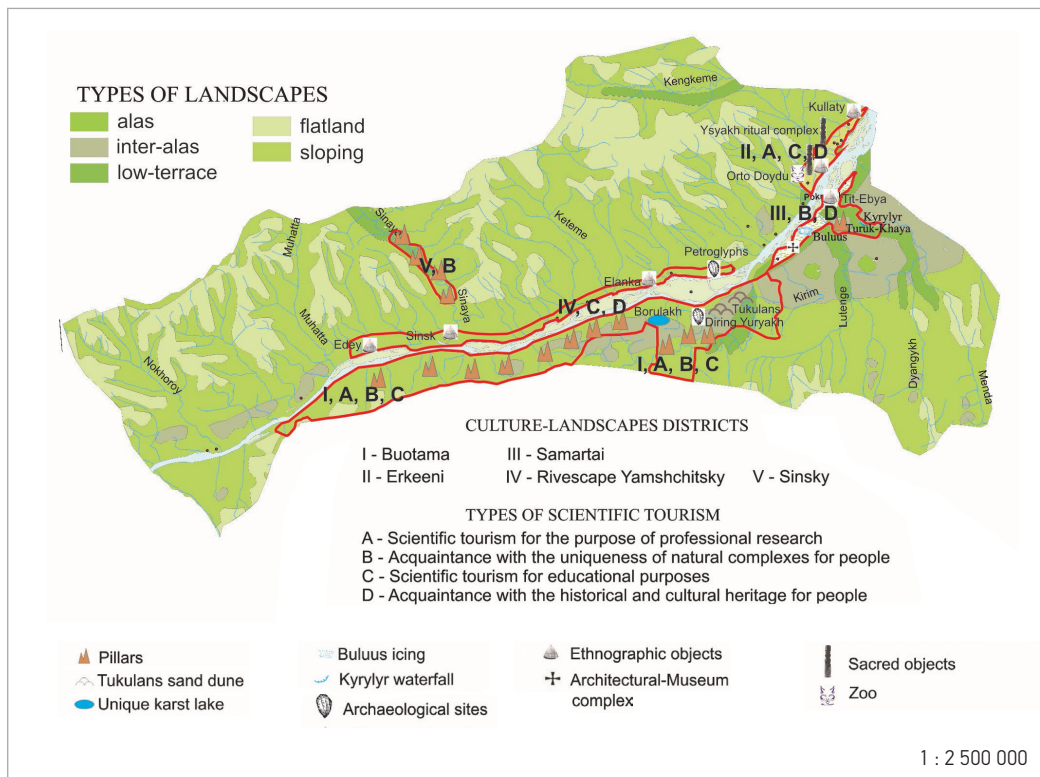 TYPES OF LANDSCAPES
alas
inter-alas
low-terrace
flatland
sloping
Kengkeme
Kullaty
Ysyakh ritual complex
II, A, C, D
Orto Doydu
Pok
Tit-Ebya
III, B, D
Kyrylyr
Turuk-Khaya
Buluus
Sinaya
Muhatta
Keteme
Petroglyphs
V, B
Elanka
Sinaya
IV, C, D
Kirim
Tukulans
Borulakh
Diring Yuryakh
Lutenge
Muhatta
Sinsk
Edey
Nokhoroy
I, A, B, C
I, A, B, C
Dyangykh
Menda
CULTURE-LANDSCAPES DISTRICTS
I - Buotama
III - Samartai
II - Erkeeni
IV - Rivescape Yamshchitsky
V - Sinsky
TYPES OF SCIENTIFIC TOURISM
A - Scientific tourism for the purpose of professional research
B - Acquaintance with the uniqueness of natural complexes for people
C - Scientific tourism for educational purposes
D - Acquaintance with the historical and cultural heritage for people
Pillars
Tukulans sand dune
Unique karst lake
Buluus icing
Kyrylyr waterfall
Archaeological sites
Ethnographic objects
Architectural-Museum
complex
Sacred objects
Zoo
1 : 2 500 000